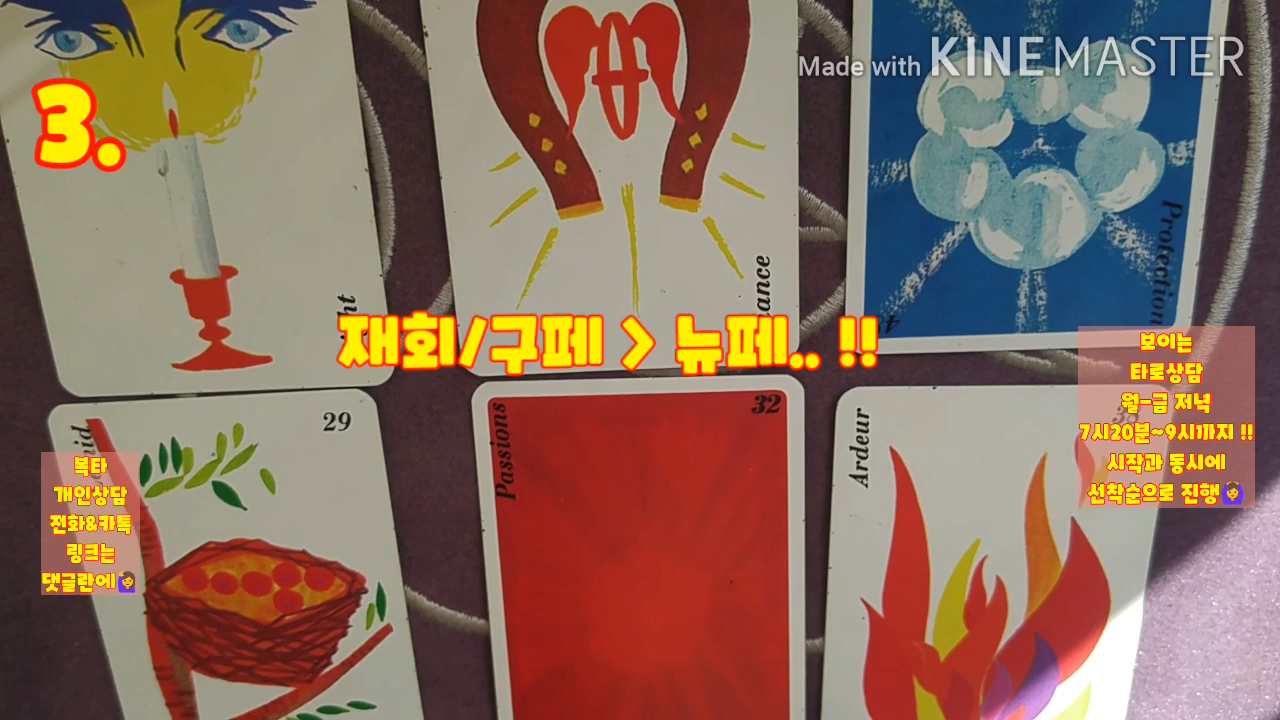 Made with KINEMASTER
3.
Protection
4
재회/구페 > 뉴페.. !!
보이는
타로상담
월-금 저녁
7시20분~9시까지 !!
시작과 동시에
선착순으로 진행🙆‍♀️
29
Passions
32
Ardeur
복타
개인상담
전화&카톡
링크는
댓글란에🙋‍♀️